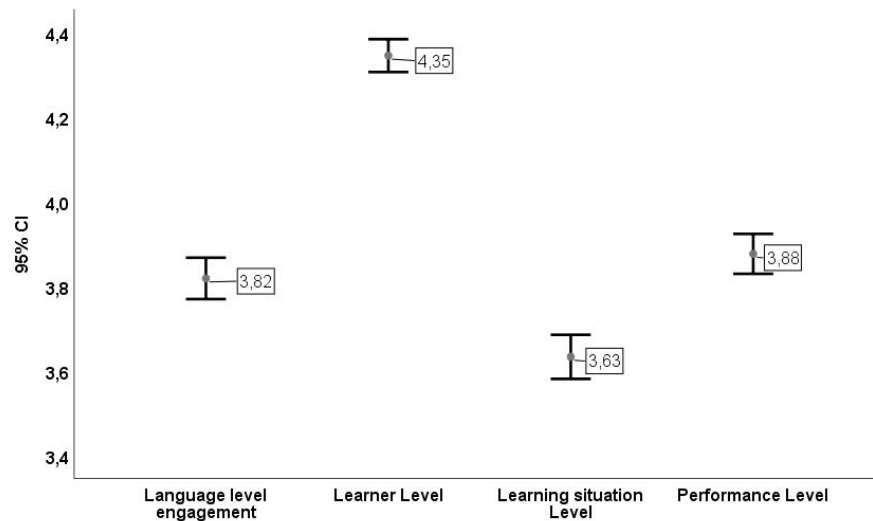 4,4
4,35
4,2
4,0
95% CI
3,88
3,82
3,8
3,63
3,6
3,4
Language level
engagement
Learner Level
Learning situation
Level
Performance Level